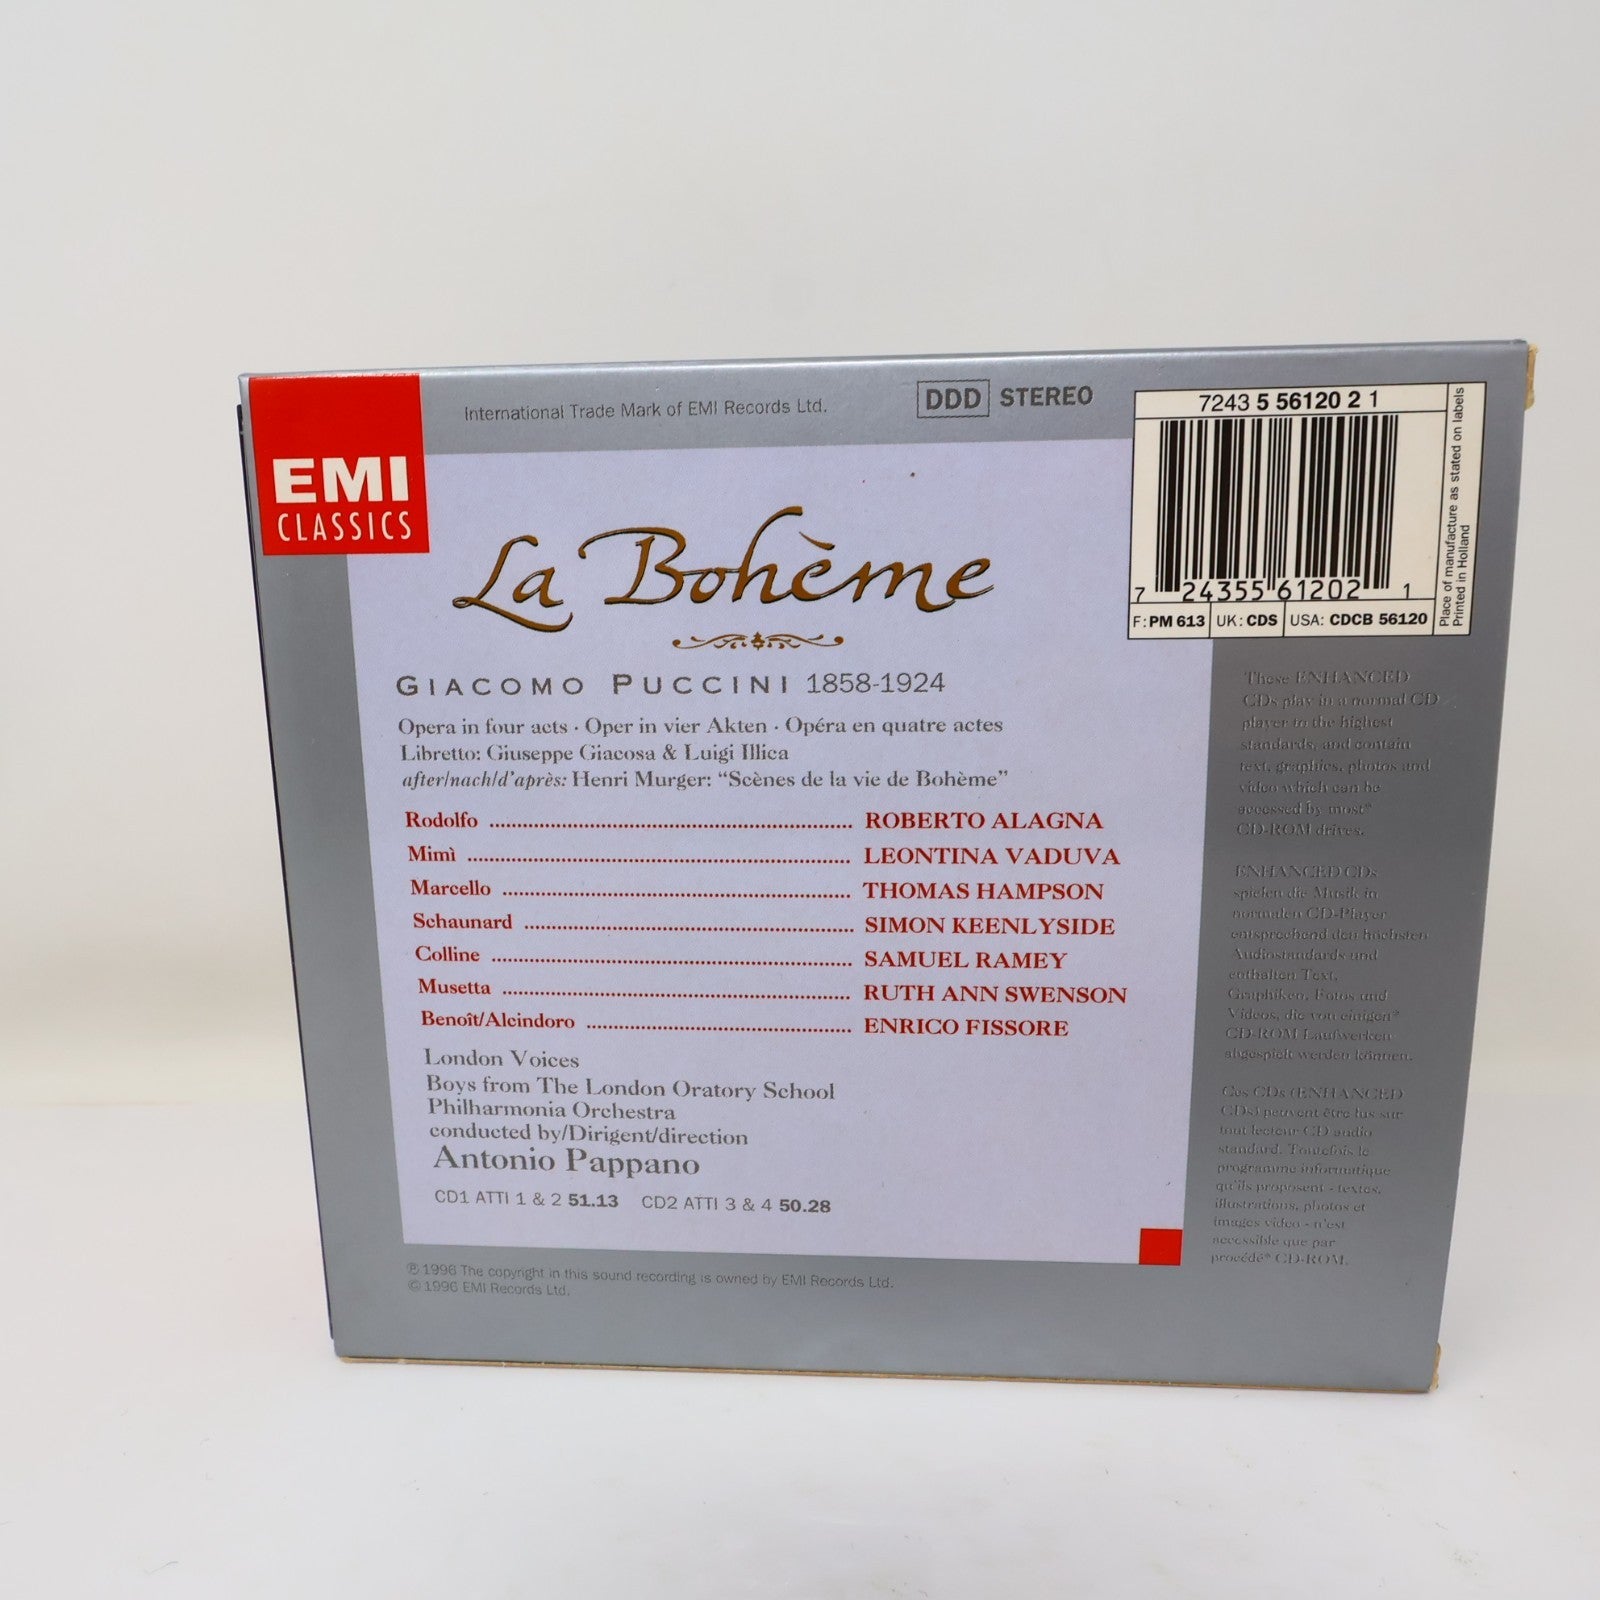 EMI
CLASSICS
International Trade Mark of EMI Records Ltd.
DDD STEREO
7243 5 56120 2 1
7 24355 61202 1
F: PM 613 UK: CDS USA: CDCB 56120
Place of manufacture as stated on labels
Printed in Holland
La Bohème
GIACOMO PUCCINI 1858-1924
Opera in four acts · Oper in vier Akten · Opéra en quatre actes
Libretto: Giuseppe Giacosa & Luigi Illica
after/nach/d'après: Henri Murger: “Scènes de la vie de Bohème”
Rodolfo ROBERTO ALAGNA
Mimì LEONTINA VADUVA
Marcello THOMAS HAMPSON
Schaunard SIMON KEENLYSIDE
Colline SAMUEL RAMEY
Musetta RUTH ANN SWENSON
Benoît/Alcindoro ENRICO FISSORE
London Voices
Boys from The London Oratory School
Philharmonia Orchestra
conducted by/Dirigent/direction
Antonio Pappano
CD1 ATTI 1 & 2 51.13 CD2 ATTI 3 & 4 50.28
℗ 1996 The copyright in this sound recording is owned by EMI Records Ltd.
© 1996 EMI Records Ltd.
These ENHANCED
CDs play in a normal CD
player to the highest
standards, and contain
text, graphics, photos and
video which can be
accessed by most*
CD-ROM drives.
ENHANCED CDs
spielen die Musik in
normalen CD-Player
entsprechend den höchsten
Audiostandards und
enthalten Text,
Graphiken, Fotos und
Videos, die von einigen*
CD-ROM Laufwerken
abgespielt werden können.
Ces CDs (ENHANCED
CDs) peuvent être lus sur
tout lecteur CD audio
standard. Toutefois le
programme informatique
qu'ils proposent - textes,
illustrations, photos et
images video - n'est
accessible que par
procédé* CD-ROM.